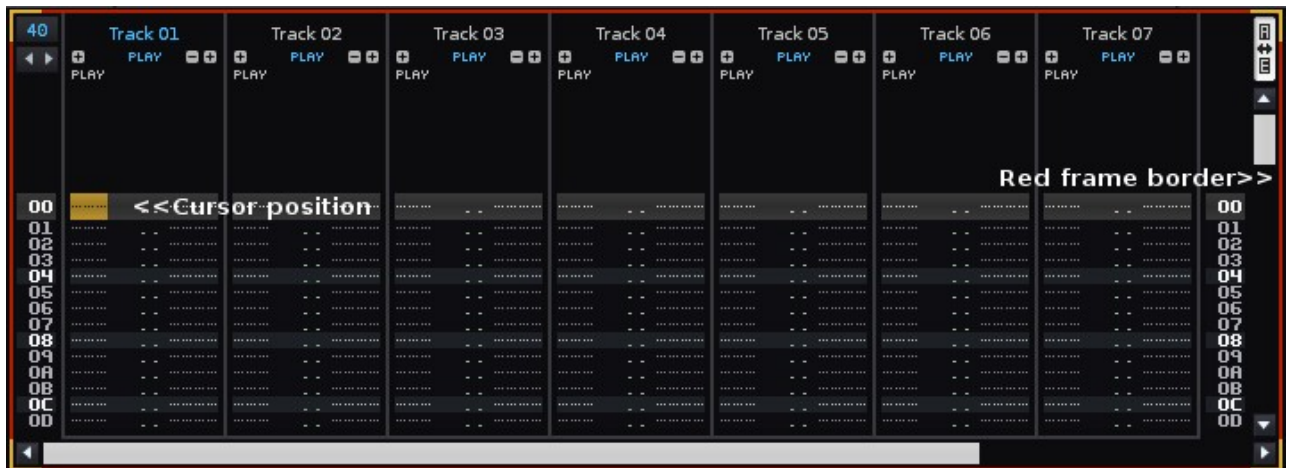 40 Track 01 Track 02 Track 03 Track 04 Track 05 Track 06 Track 07
PLAY PLAY PLAY PLAY PLAY PLAY PLAY
PLAY PLAY PLAY PLAY PLAY PLAY PLAY
A
E
Red frame border>>
00 <<Cursor position 00
01 01
02 02
03 03
04 04
05 05
06 06
07 07
08 08
09 09
0A 0A
0B 0B
0C 0C
0D 0D